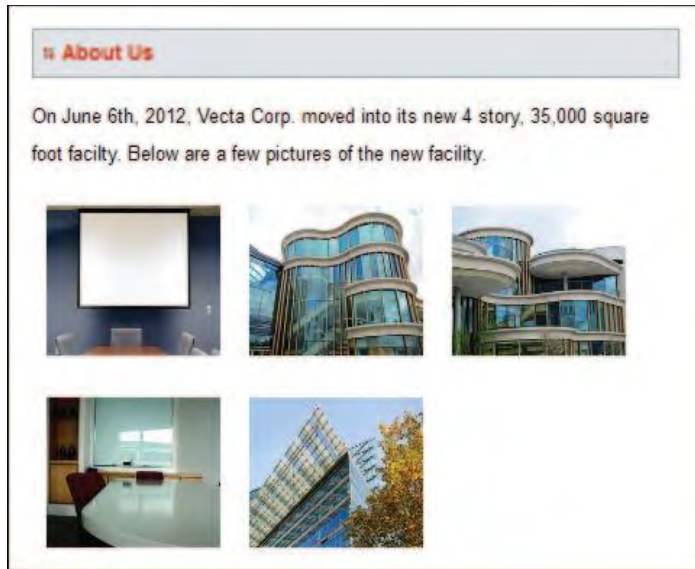 About Us
On June 6th, 2012, Vecta Corp. moved into its new 4 story, 35,000 square
foot facilty. Below are a few pictures of the new facility.